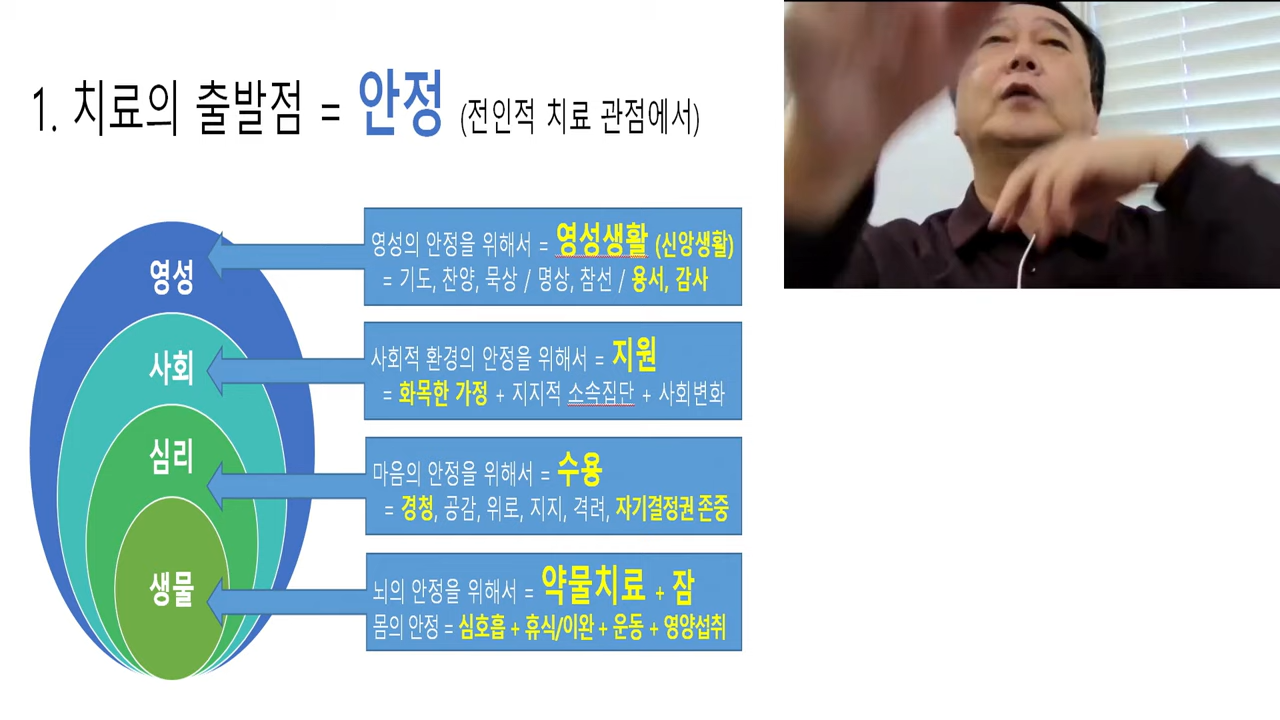 1. 치료의 출발점 = 안정 (전인적 치료 관점에서)
영성
영성의 안정을 위해서 = 영성생활 (신앙생활)
= 기도, 찬양, 묵상 / 명상, 참선 / 용서, 감사
사회
사회적 환경의 안정을 위해서 = 지원
= 화목한 가정 + 지지적 소속집단 + 사회변화
심리
마음의 안정을 위해서 = 수용
= 경청, 공감, 위로, 지지, 격려, 자기결정권 존중
생물
뇌의 안정을 위해서 = 약물치료 + 잠
몸의 안정 = 심호흡 + 휴식/이완 + 운동 + 영양섭취